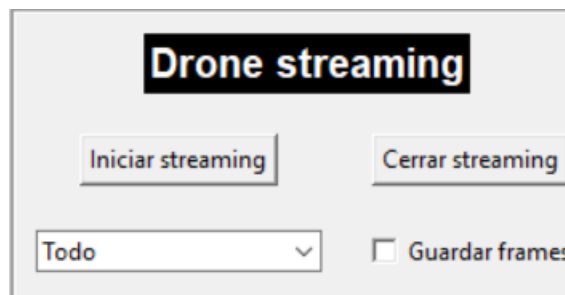 Drone streaming
Iniciar streaming
Cerrar streaming
Todo
Guardar frames